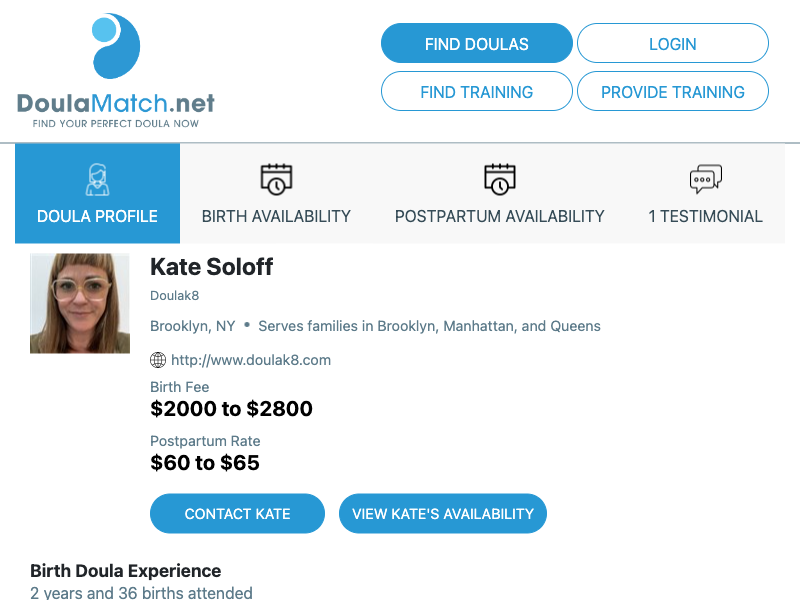 DoulaMatch.net
FIND YOUR PERFECT DOULA NOW
FIND DOULAS
LOGIN
FIND TRAINING
PROVIDE TRAINING
DOULA PROFILE
BIRTH AVAILABILITY
POSTPARTUM AVAILABILITY
1 TESTIMONIAL
Kate Soloff
Doulak8
Brooklyn, NY • Serves families in Brooklyn, Manhattan, and Queens
http://www.doulak8.com
Birth Fee
$2000 to $2800
Postpartum Rate
$60 to $65
CONTACT KATE
VIEW KATE'S AVAILABILITY
Birth Doula Experience
2 years and 36 births attended